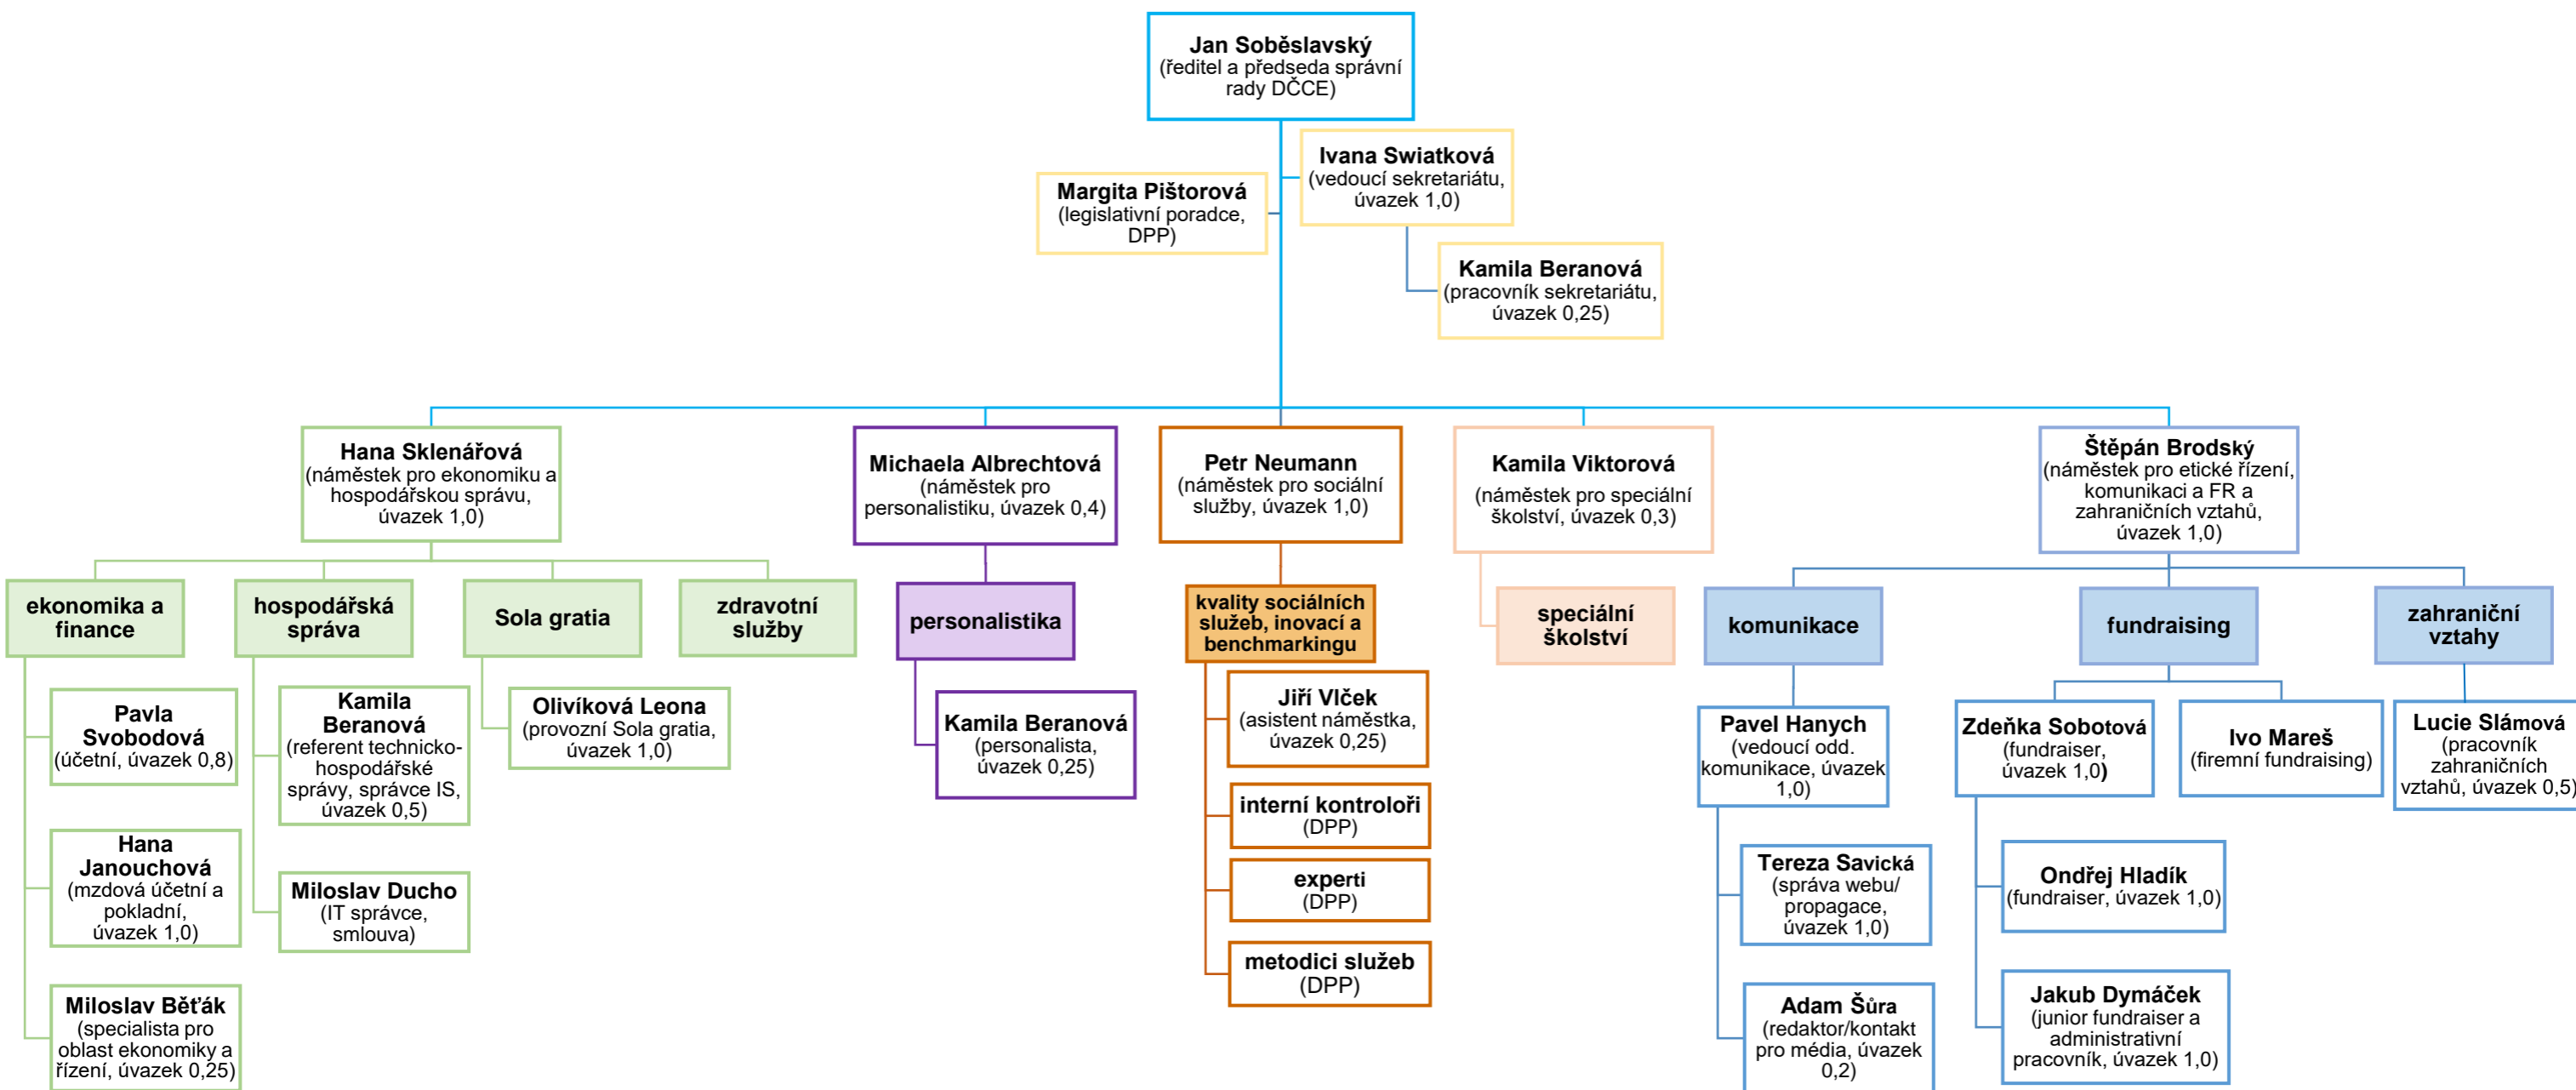 Jan Soběslavský
(ředitel a předseda správní
rady DČCE)
Ivana Swiatková
(vedoucí sekretariátu,
úvazek 1,0)
Margita Pištorová
(legislativní poradce,
DPP)
Kamila Beranová
(pracovník sekretariátu,
úvazek 0,25)
Hana Sklenářová
(náměstek pro ekonomiku a
hospodářskou správu,
úvazek 1,0)
Michaela Albrechtová
(náměstek pro
personalistiku, úvazek 0,4)
Petr Neumann
(náměstek pro sociální
služby, úvazek 1,0)
Kamila Viktorová
(náměstek pro speciální
školství, úvazek 0,3)
Štěpán Brodský
(náměstek pro etické řízení,
komunikaci a FR a
zahraničních vztahů,
úvazek 1,0)
ekonomika a
finance
hospodářská
správa
Sola gratia
zdravotní
služby
personalistika
kvality sociálních
služeb, inovací a
benchmarkingu
speciální
školství
komunikace
fundraising
zahraniční
vztahy
Pavla
Svobodová
(účetní, úvazek 0,8)
Hana
Janouchová
(mzdová účetní a
pokladní,
úvazek 1,0)
Miloslav Běťák
(specialista pro
oblast ekonomiky a
řízení, úvazek 0,25)
Kamila
Beranová
(referent technicko-
hospodářské
správy, správce IS,
úvazek 0,5)
Miloslav Ducho
(IT správce,
smlouva)
Olivíková Leona
(provozní Sola gratia,
úvazek 1,0)
Kamila Beranová
(personalista,
úvazek 0,25)
Jiří Vlček
(asistent náměstka,
úvazek 0,25)
interní kontroloři
(DPP)
experti
(DPP)
metodici služeb
(DPP)
Pavel Hanych
(vedoucí odd.
komunikace, úvazek
1,0)
Tereza Savická
(správa webu/
propagace,
úvazek 1,0)
Adam Šůra
(redaktor/kontakt
pro média, úvazek
0,2)
Zdeňka Sobotová
(fundraiser,
úvazek 1,0)
Ondřej Hladík
(fundraiser, úvazek 1,0)
Jakub Dymáček
(junior fundraiser a
administrativní
pracovník, úvazek 1,0)
Ivo Mareš
(firemní fundraising)
Lucie Slámová
(pracovník
zahraničních
vztahů, úvazek 0,5)